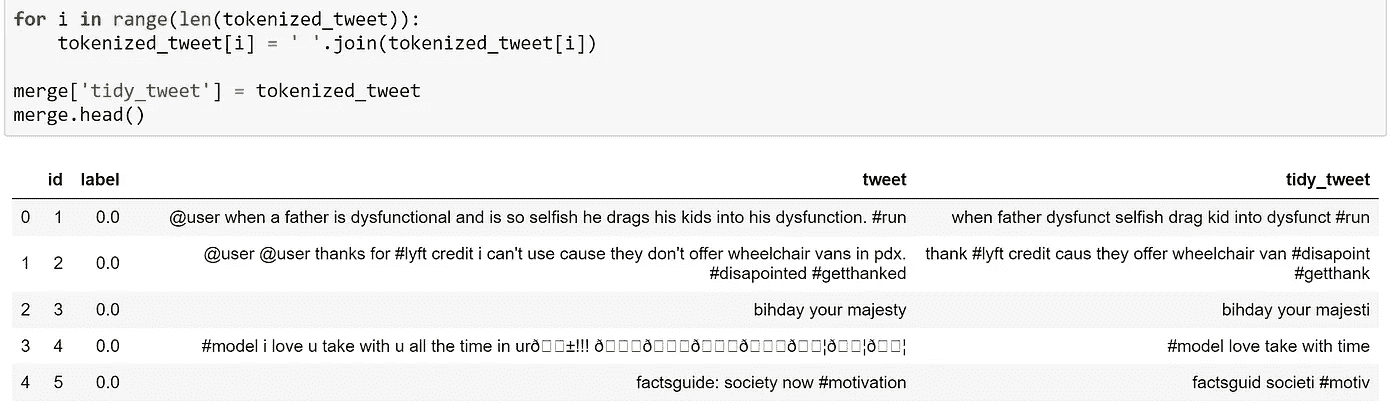 for i in range(len(tokenized_tweet)):
    tokenized_tweet[i] = ' '.join(tokenized_tweet[i])
merge['tidy_tweet'] = tokenized_tweet
merge.head()
id label tweet tidy_tweet
0 1 0.0 @user when a father is dysfunctional and is so selfish he drags his kids into his dysfunction. #run when father dysfunct selfish drag kid into dysfunct #run
1 2 0.0 @user @user thanks for #lyft credit i can't use cause they don't offer wheelchair vans in pdx. #disapointed #getthanked thank #lyft credit caus they offer wheelchair van #disapoint #getthank
2 3 0.0 bihday your majesty bihday your majesti
3 4 0.0 #model i love u take with u all the time in urð□□±!!! ð□□□ð□□□ð□□□ð□□□ð□□¦ð□□¦ð□□¦ #model love take with time
4 5 0.0 factsguide: society now #motivation factsguid societi #motiv